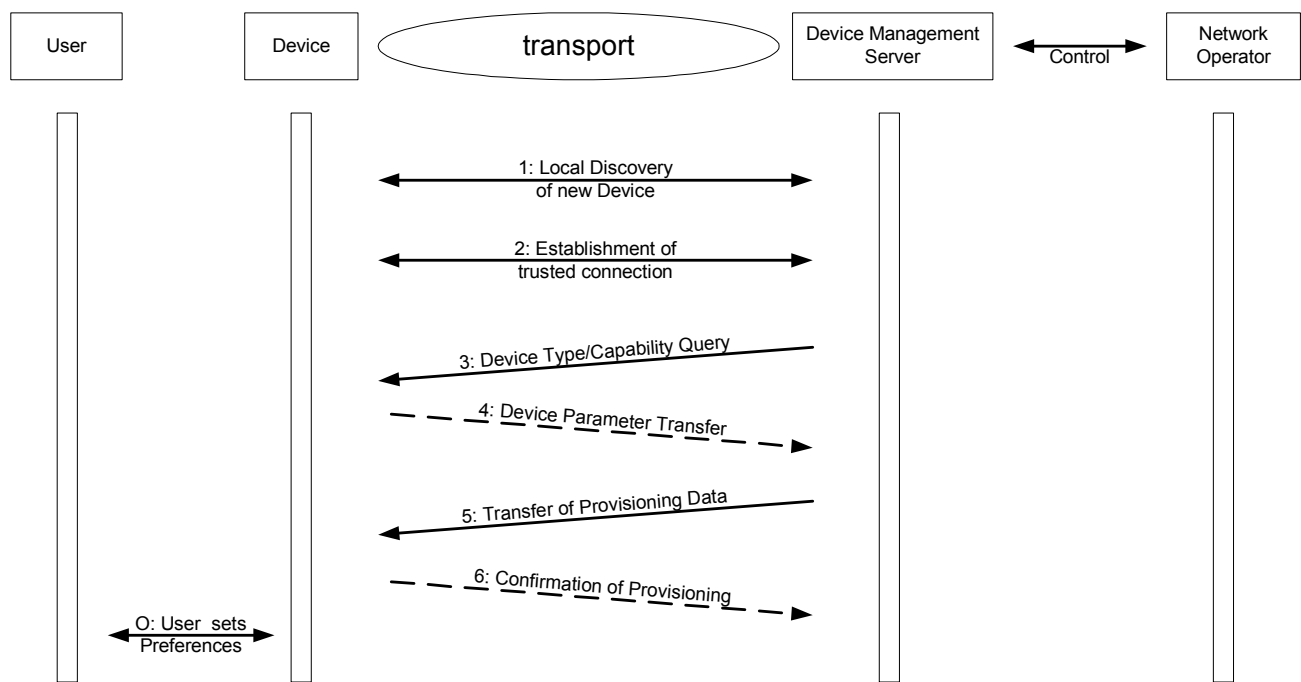 User
Device
transport
Device Management
Server
Control
Network
Operator
1: Local Discovery
of new Device
2: Establishment of
trusted connection
3: Device Type/Capability Query
4: Device Parameter Transfer
5: Transfer of Provisioning Data
6: Confirmation of Provisioning
O: User sets
Preferences